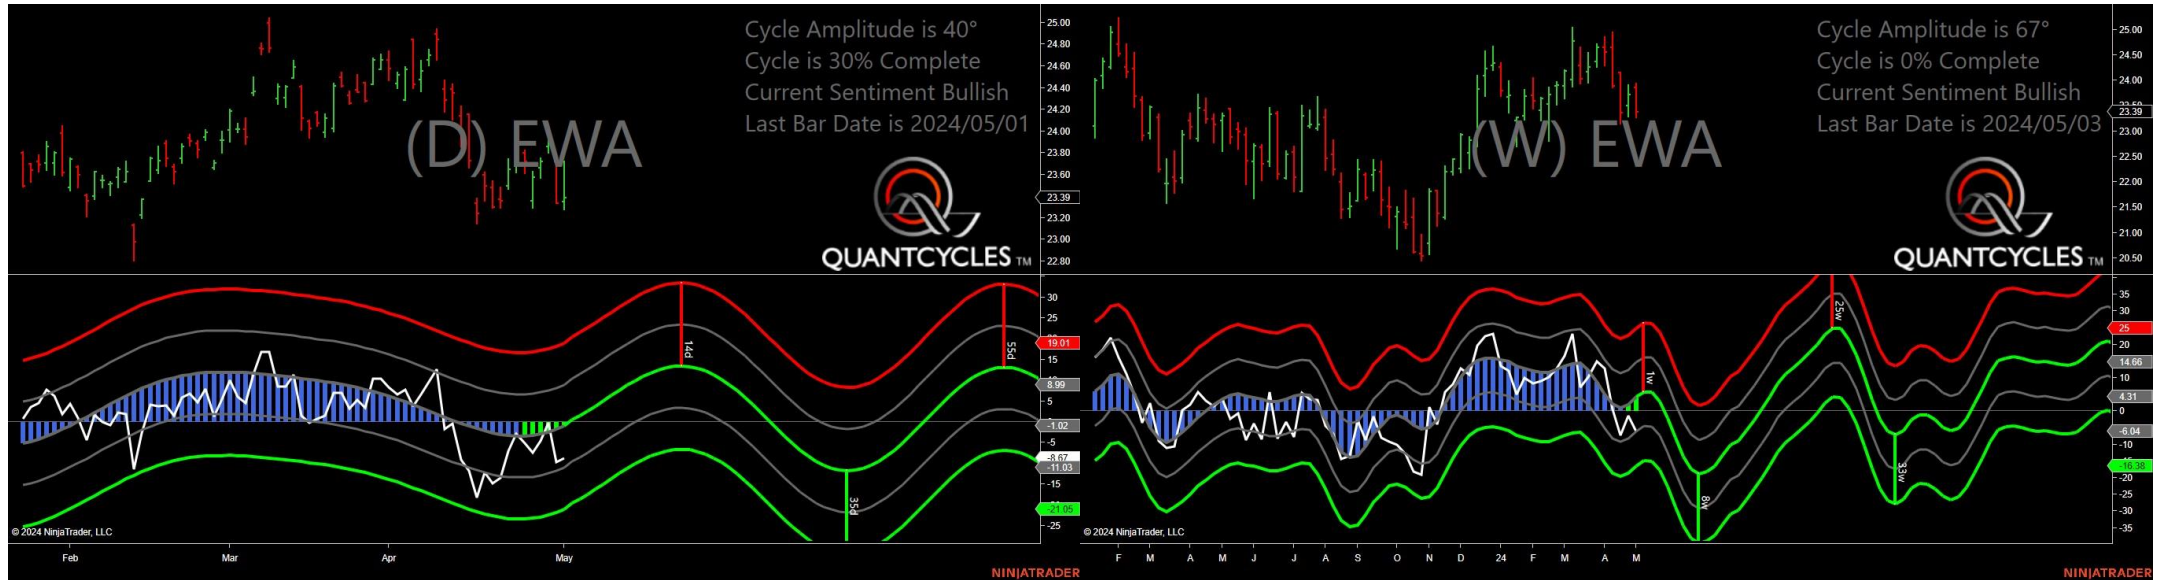 Cycle Amplitude is 40°
Cycle is 30% Complete
Current Sentiment Bullish
Last Bar Date is 2024/05/01
(D) EWA
QUANTCYCLES TM
25.00
24.80
24.60
24.40
24.20
24.00
23.80
23.60
23.39
23.20
23.00
22.80
30
25
19.01
15
8.99
5
-1.02
-5
-8.67
-11.03
-15
-21.05
-25
14d
35d
55d
© 2024 NinjaTrader, LLC
Feb Mar Apr May
NINJATRADER
Cycle Amplitude is 67°
Cycle is 0% Complete
Current Sentiment Bullish
Last Bar Date is 2024/05/03
(W) EWA
QUANTCYCLES TM
25.00
24.50
24.00
23.39
23.00
22.50
22.00
21.50
21.00
20.50
35
30
25
20
14.66
10
4.31
0
-6.04
-10
-16.38
-20
-25
-30
-35
1w
8w
25w
33w
© 2024 NinjaTrader, LLC
F M A M J J A S O N D 24 F M A M
NINJATRADER